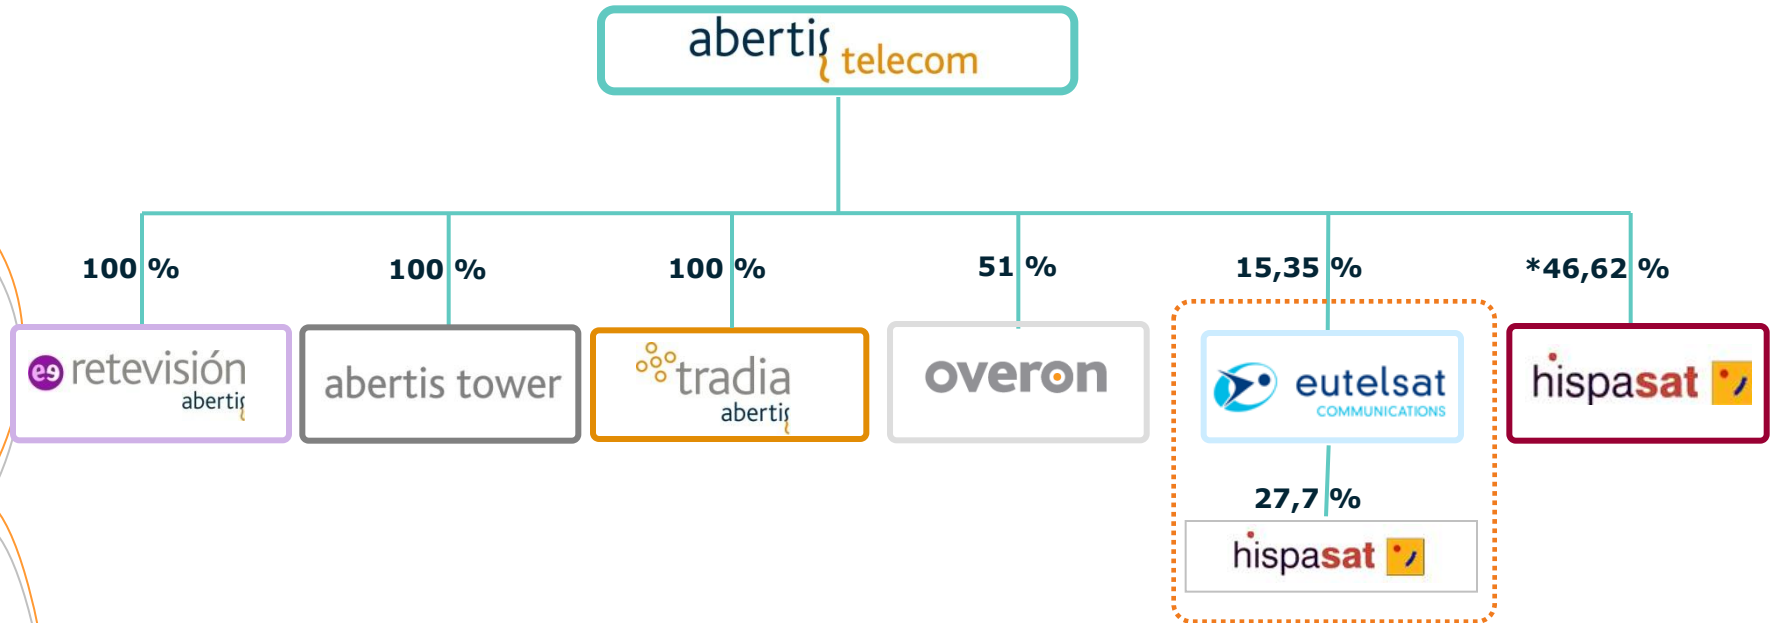 abertis telecom
100 % 100 % 100 % 51 % 15,35 % *46,62 %
retevisión abertis
abertis tower
tradia abertis
overon
eutelsat COMMUNICATIONS
hispasat
27,7 %
hispasat